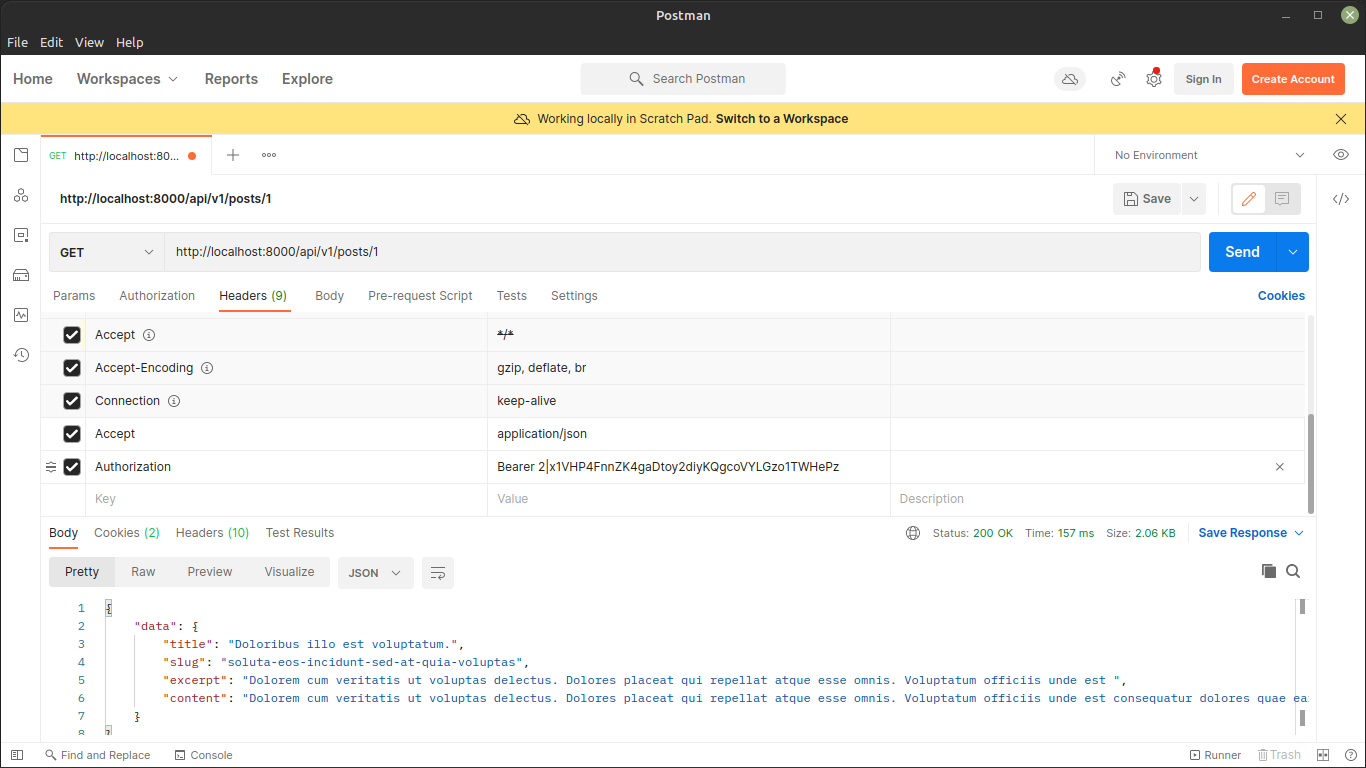 Postman
File Edit View Help
Home Workspaces Reports Explore Search Postman Sign In Create Account
Working locally in Scratch Pad. Switch to a Workspace
GET http://localhost:80... No Environment
http://localhost:8000/api/v1/posts/1 Save
GET http://localhost:8000/api/v1/posts/1 Send
Params Authorization Headers (9) Body Pre-request Script Tests Settings Cookies
Accept */*
Accept-Encoding gzip, deflate, br
Connection keep-alive
Accept application/json
Authorization Bearer 2|x1VHP4FnnZK4gaDtoy2diyKQgcoVYLGzo1TWHePz
Key Value Description
Body Cookies (2) Headers (10) Test Results Status: 200 OK Time: 157 ms Size: 2.06 KB Save Response
Pretty Raw Preview Visualize JSON
1 {
2 "data": {
3 "title": "Doloribus illo est voluptatum.",
4 "slug": "soluta-eos-incidunt-sed-at-quia-voluptas",
5 "excerpt": "Dolorem cum veritatis ut voluptas delectus. Dolores placeat qui repellat atque esse omnis. Voluptatum officiis unde est ",
6 "content": "Dolorem cum veritatis ut voluptas delectus. Dolores placeat qui repellat atque esse omnis. Voluptatum officiis unde est consequatur dolores quae ea
7 }
8 }
Find and Replace Console Runner Trash